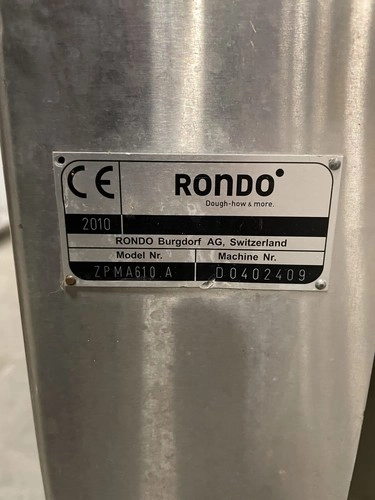 CE
RONDO
Dough-how & more.
2010
RONDO Burgdorf AG, Switzerland
Model Nr. Machine Nr.
ZPMA610.A D0402409